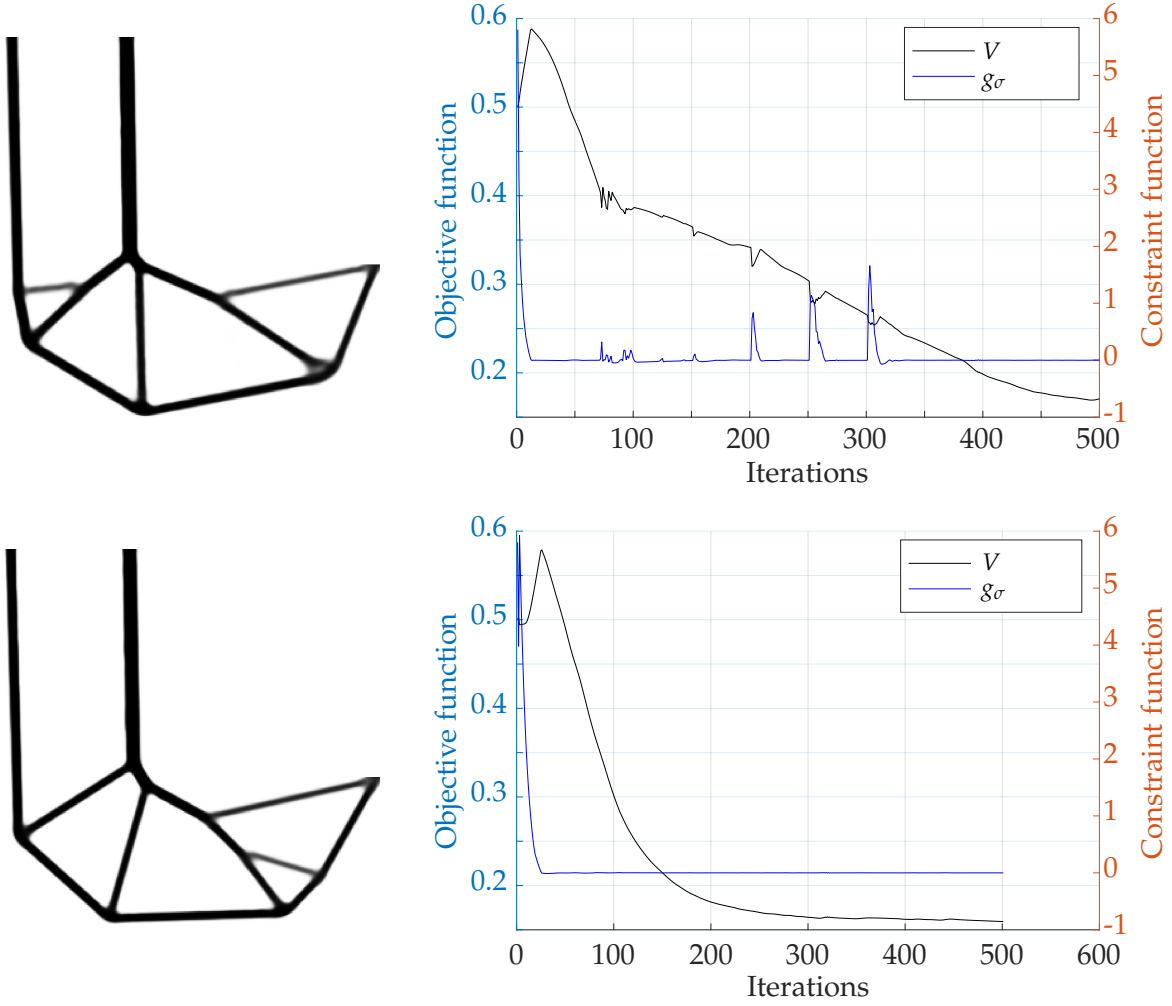 0.6
0.5
0.4
0.3
0.2
Objective function
V
gσ
6
5
4
3
2
1
0
-1
Constraint function
0 100 200 300 400 500
Iterations
0.6
0.5
0.4
0.3
0.2
Objective function
V
gσ
6
5
4
3
2
1
0
-1
Constraint function
0 100 200 300 400 500 600
Iterations